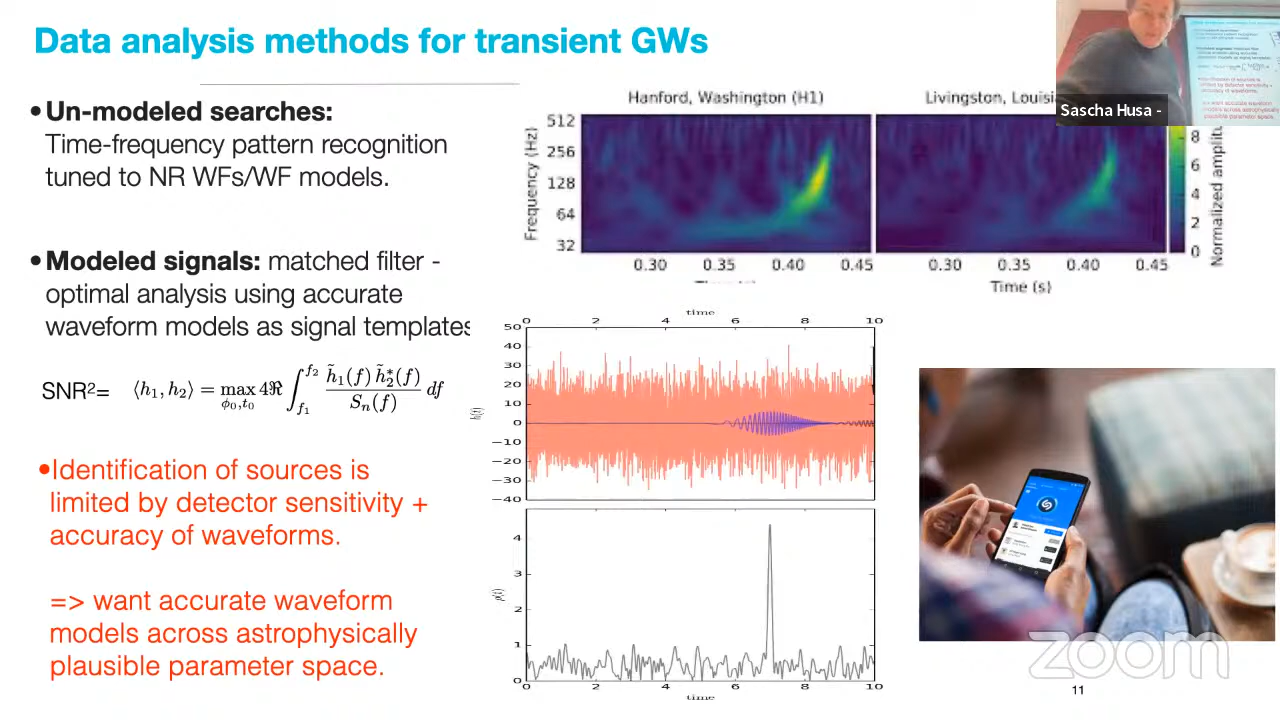 Data analysis methods for transient GWs
Sascha Husa -
•Un-modeled searches:
Time-frequency pattern recognition
tuned to NR WFs/WF models.
•Modeled signals: matched filter -
optimal analysis using accurate
waveform models as signal templates
SNR²= ⟨h₁, h₂⟩ = max_{ϕ₀,t₀} 4ℜ ∫_{f₁}^{f₂} h̃₁(f) h̃₂*(f) / Sₙ(f) df
•Identification of sources is
limited by detector sensitivity +
accuracy of waveforms.
=> want accurate waveform
models across astrophysically
plausible parameter space.
Hanford, Washington (H1)
Livingston, Louisi
Frequency (Hz)
512
256
128
64
32
0.30 0.35 0.40 0.45
0.30 0.35 0.40 0.45
Time (s)
8
6
4
2
0
Normalized amplit
time
0 2 4 6 8 10
50
40
30
20
10
0
−10
−20
−30
−40
h(t)
4
3
2
1
0
ρ(t)
0 2 4 6 8 10
time
zoom
11